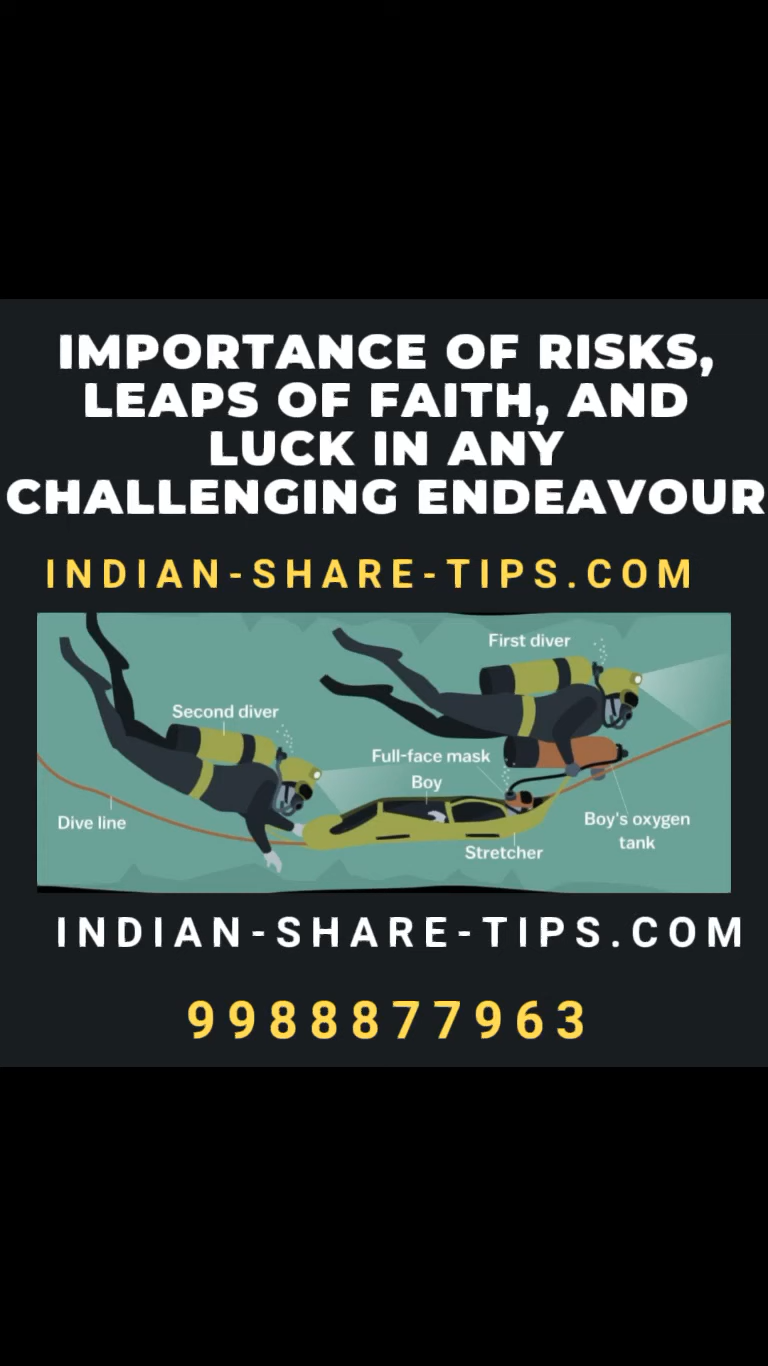 IMPORTANCE OF RISKS,
LEAPS OF FAITH, AND
LUCK IN ANY
CHALLENGING ENDEAVOUR
INDIAN-SHARE-TIPS.COM
First diver
Second diver
Full-face mask
Boy
Dive line
Boy's oxygen
tank
Stretcher
INDIAN-SHARE-TIPS.COM
9988877963